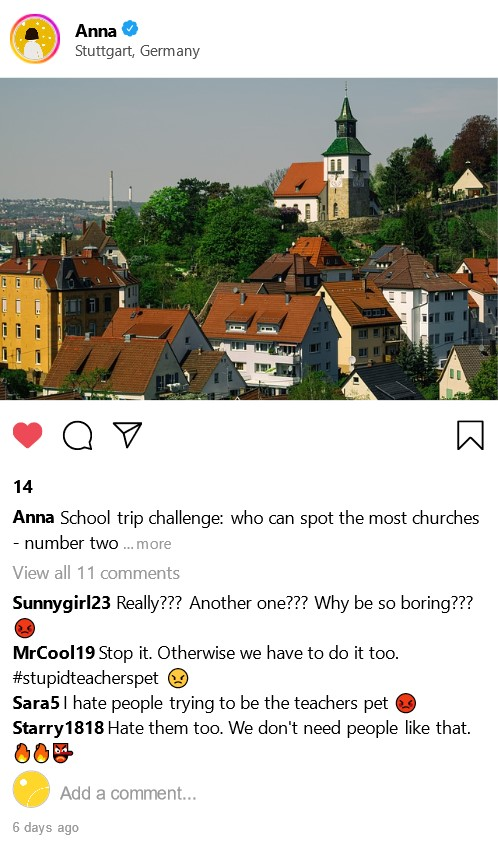 Anna
Stuttgart, Germany
14
Anna School trip challenge: who can spot the most churches
- number two ... more
View all 11 comments
Sunnygirl23 Really??? Another one??? Why be so boring???
😡
MrCool19 Stop it. Otherwise we have to do it too.
#stupidteacherspet 😠
Sara5 I hate people trying to be the teachers pet 😡
Starry1818 Hate them too. We don't need people like that.
🔥🔥👺
Add a comment...
6 days ago